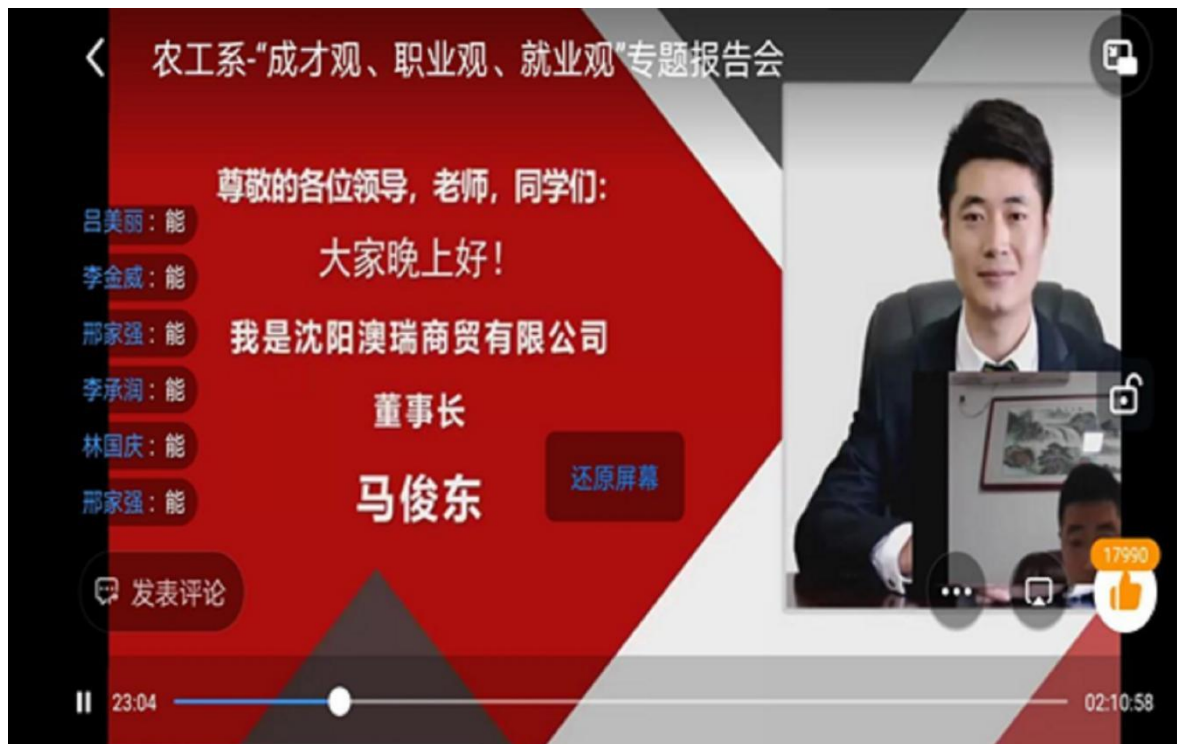 农工系-“成才观、职业观、就业观”专题报告会
尊敬的各位领导，老师，同学们：
大家晚上好！
我是沈阳澳瑞商贸有限公司
董事长
马俊东
吕美丽：能
李金威：能
邢家强：能
李承润：能
林国庆：能
邢家强：能
还原屏幕
发表评论
17990
23:04
02:10:58